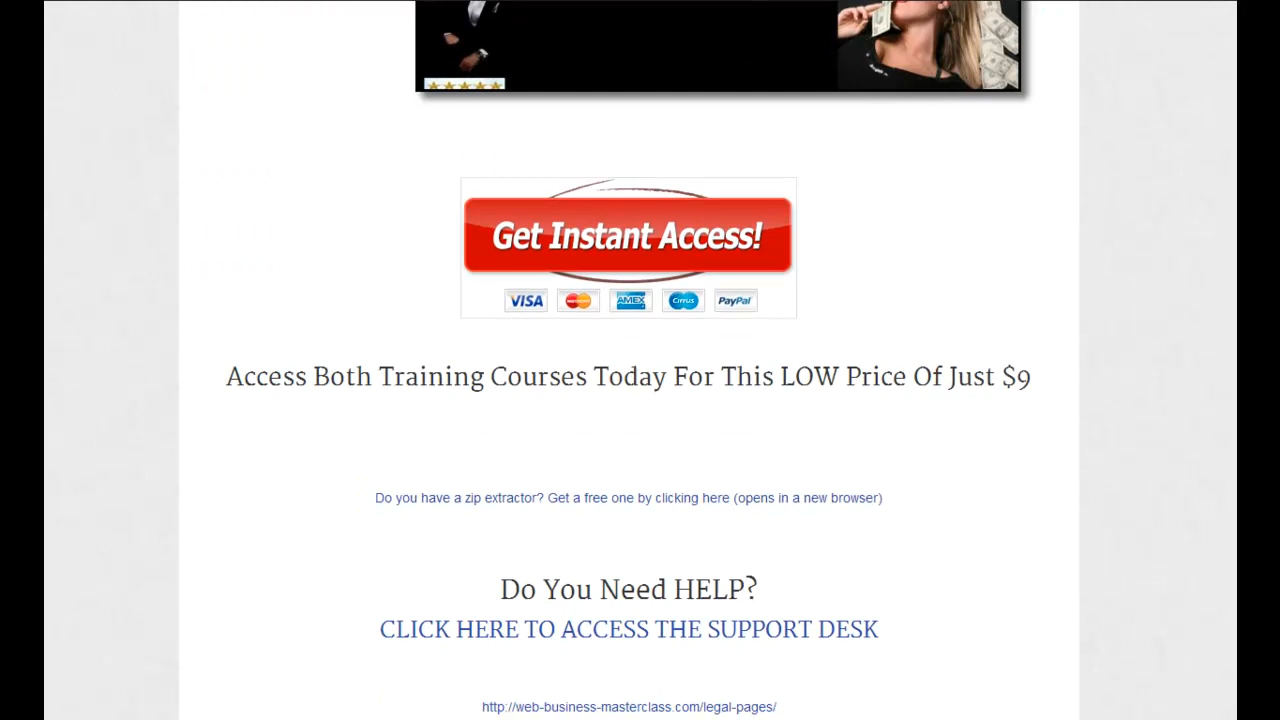 Get Instant Access!
VISA MasterCard AMEX Cirrus PayPal
Access Both Training Courses Today For This LOW Price Of Just $9
Do you have a zip extractor? Get a free one by clicking here (opens in a new browser)
Do You Need HELP?
CLICK HERE TO ACCESS THE SUPPORT DESK
http://web-business-masterclass.com/legal-pages/